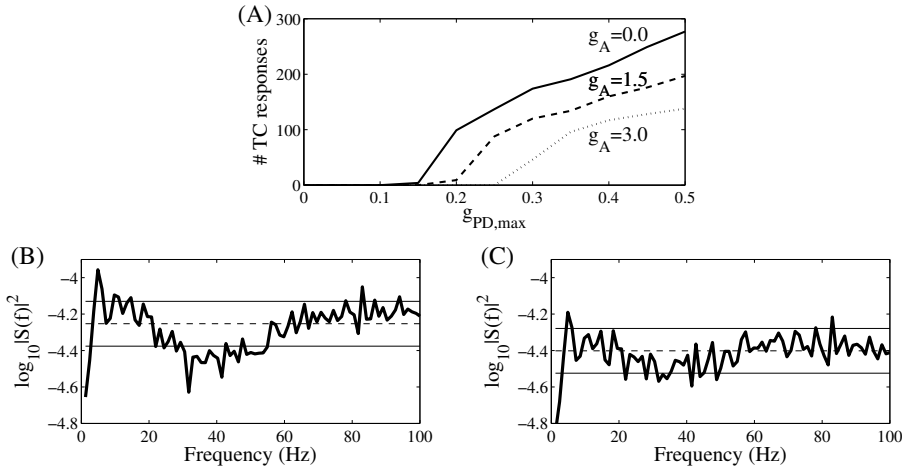 (A)
300
200
100
0
# TC responses
g_A=0.0
g_A=1.5
g_A=3.0
0 0.1 0.2 0.3 0.4 0.5
g_PD,max
(B)
−4
−4.2
−4.4
−4.6
−4.8
log_10|S(f)|^2
0 20 40 60 80 100
Frequency (Hz)
(C)
−4
−4.2
−4.4
−4.6
−4.8
log_10|S(f)|^2
0 20 40 60 80 100
Frequency (Hz)